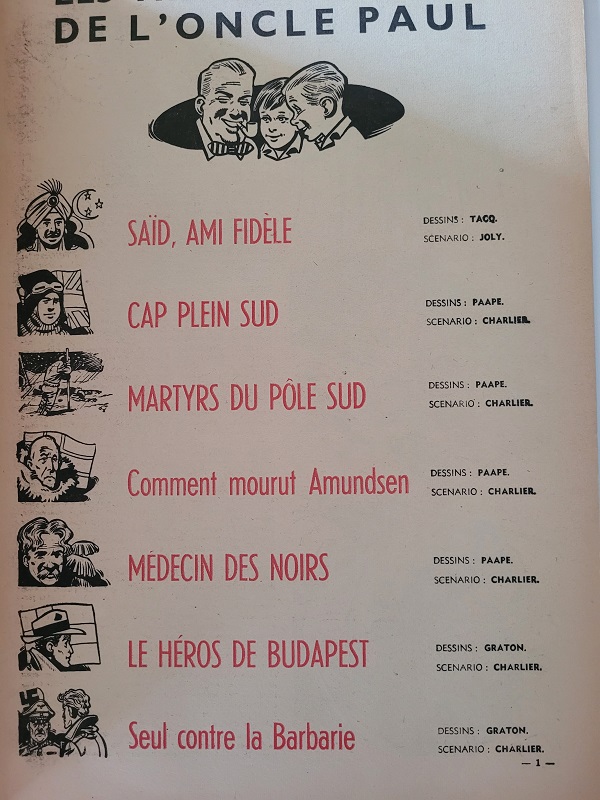 DE L'ONCLE PAUL
SAÏD, AMI FIDÈLE
DESSINS : TACQ.
SCENARIO : JOLY.
CAP PLEIN SUD
DESSINS : PAAPE.
SCENARIO : CHARLIER.
MARTYRS DU PÔLE SUD
DESSINS : PAAPE.
SCENARIO : CHARLIER.
Comment mourut Amundsen
DESSINS : PAAPE.
SCENARIO : CHARLIER.
MÉDECIN DES NOIRS
DESSINS : PAAPE.
SCENARIO : CHARLIER.
LE HÉROS DE BUDAPEST
DESSINS : GRATON.
SCENARIO : CHARLIER.
Seul contre la Barbarie
DESSINS : GRATON.
SCENARIO : CHARLIER.
— 1 —